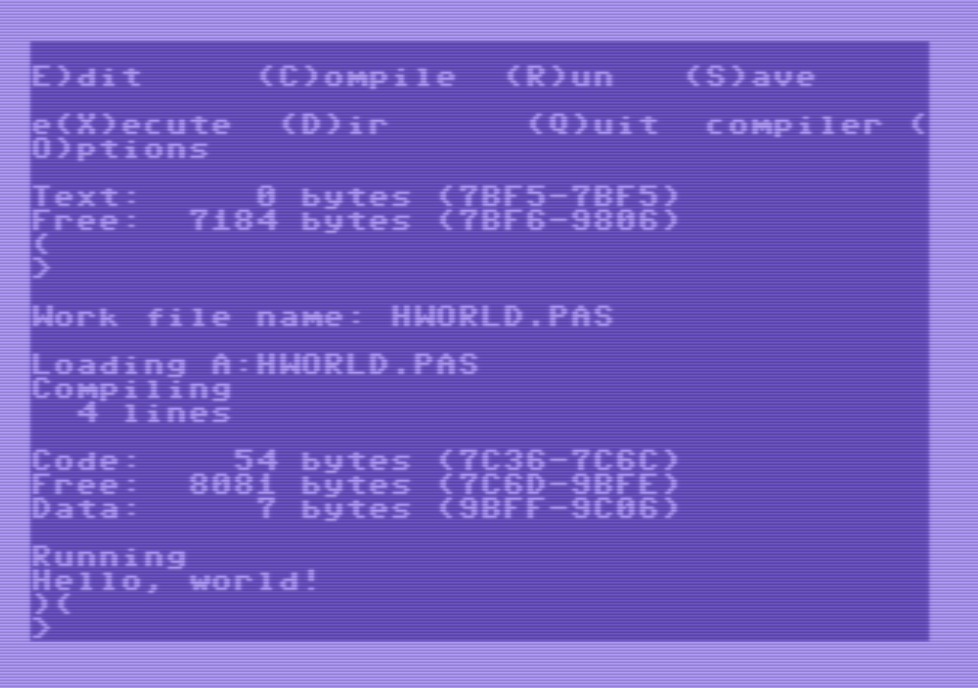 E)dit     (C)ompile  (R)un   (S)ave
e(X)ecute  (D)ir      (Q)uit  compiler (
O)ptions
Text:     0 bytes (7BF5-7BF5)
Free:  7184 bytes (7BF6-9806)
(
>
Work file name: HWORLD.PAS
Loading A:HWORLD.PAS
Compiling
  4 lines
Code:    54 bytes (7C36-7C6C)
Free:  8081 bytes (7C6D-9BFE)
Data:     7 bytes (9BFF-9C06)
Running
Hello, world!
)(
>